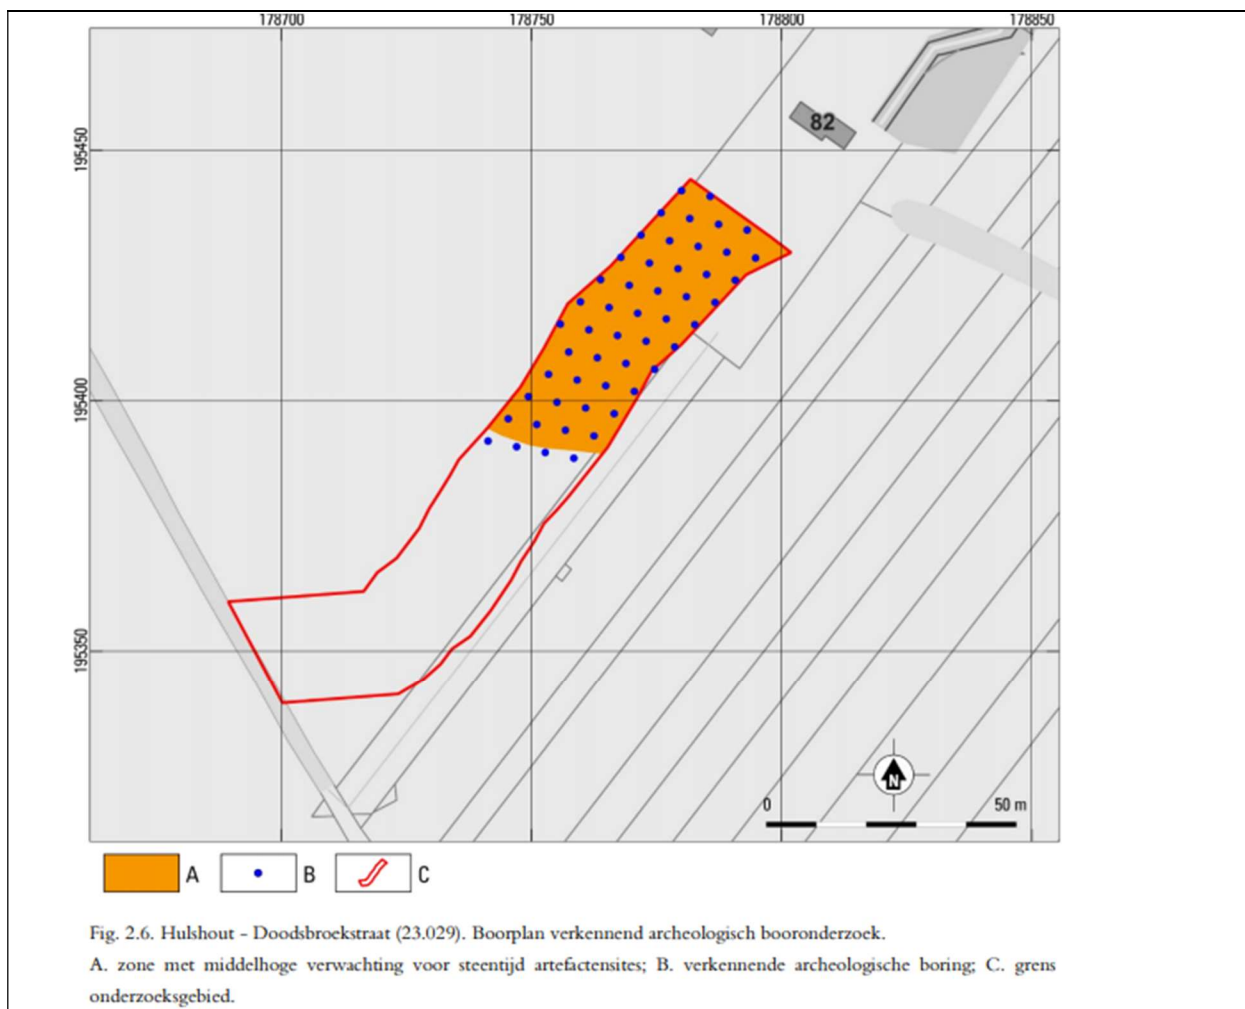 178700 178750 178800 178850
195450
82
195400
195350
N
0 50 m
A B C
Fig. 2.6. Hulshout – Doodsbroekstraat (23.029). Boorplan verkennend archeologisch booronderzoek.
A. zone met middelhoge verwachting voor steentijd artefactensites; B. verkennende archeologische boring; C. grens
onderzoeksgebied.